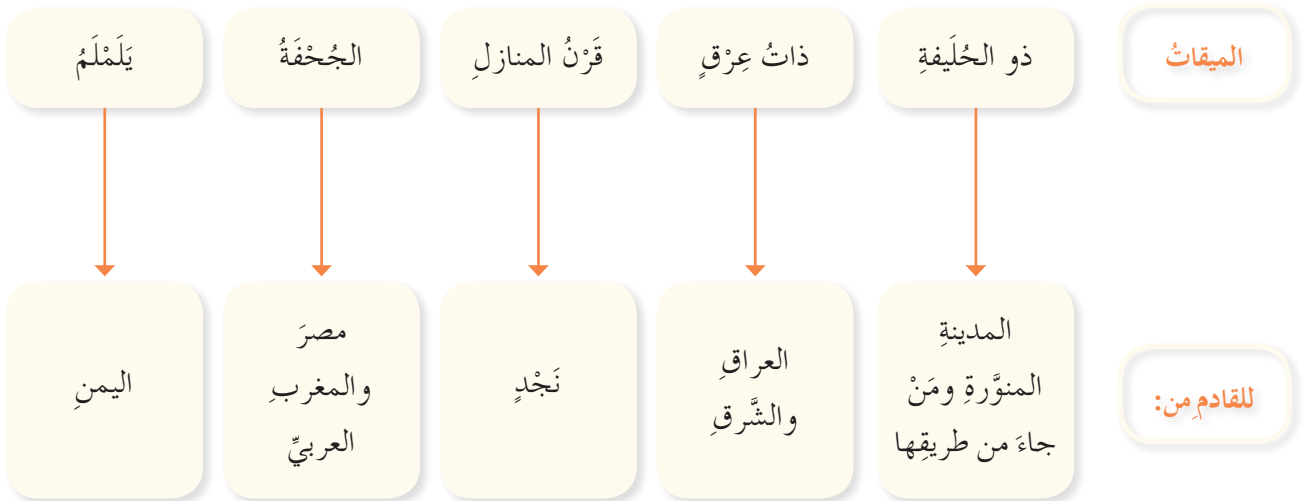 الميقاتُ
ذو الحُلَيفةِ
ذاتُ عِرْقٍ
قَرْنُ المنازلِ
الجُحْفَةُ
يَلَمْلَمُ
للقادمِ من:
المدينةِ
المنوَّرةِ ومَنْ
جاءَ من طريقِها
العراقِ
والشَّرقِ
نَجْدٍ
مصرَ
والمغربِ
العربيِّ
اليمنِ